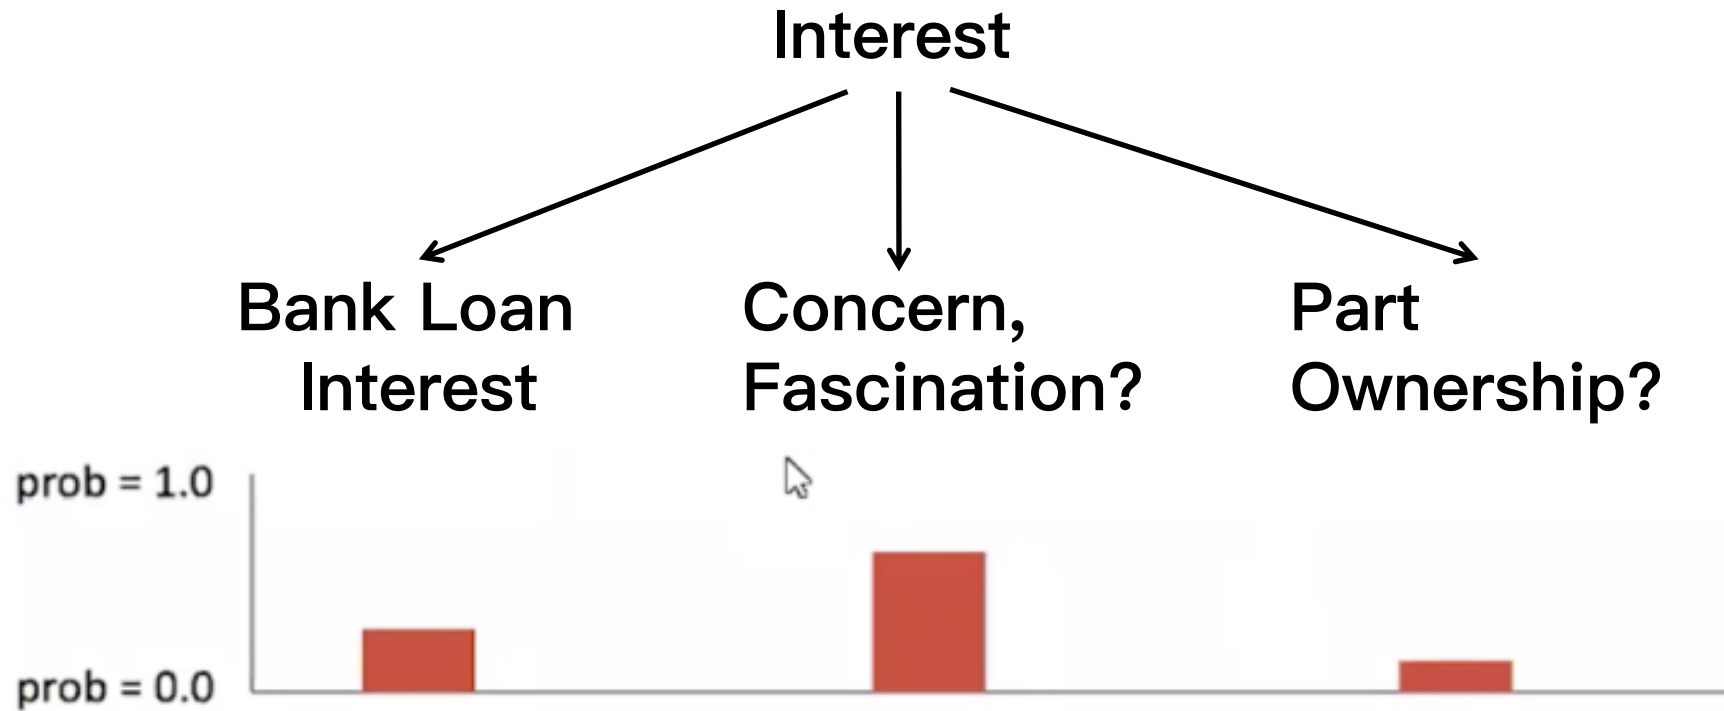 Interest
Bank Loan
Interest
Concern,
Fascination?
Part
Ownership?
prob = 1.0
prob = 0.0